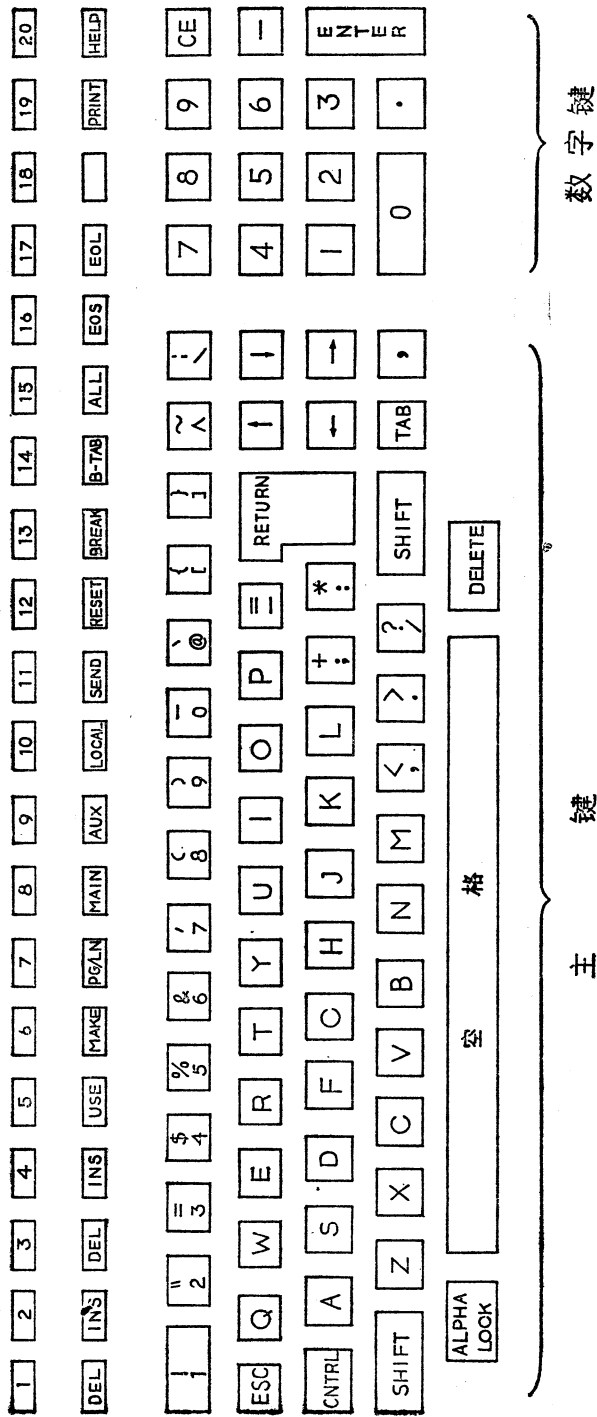 1 2 3 4 5 6 7 8 9 10 11 12 13 14 15 16 17 18 19 20
DEL INS DEL INS USE MAKE PG/LN MAIN AUX LOCAL SEND RESET BREAK B-TAB ALL EOS EOL PRINT HELP
! " = $ % & ' ( ) – ` { } ~ ¦
1 2 3 4 5 6 7 8 9 0 @ [ ] ^ \ 7 8 9 CE
ESC Q W E R T Y U I O P = RETURN 4 5 6 —
CNTRL A S D F C H J K L + ; * : 1 2 3 ENTER
SHIFT Z X C V B N M < , > . ? / SHIFT TAB , 0 .
ALPHA
LOCK
空 格
DELETE
主 键
数 字 键